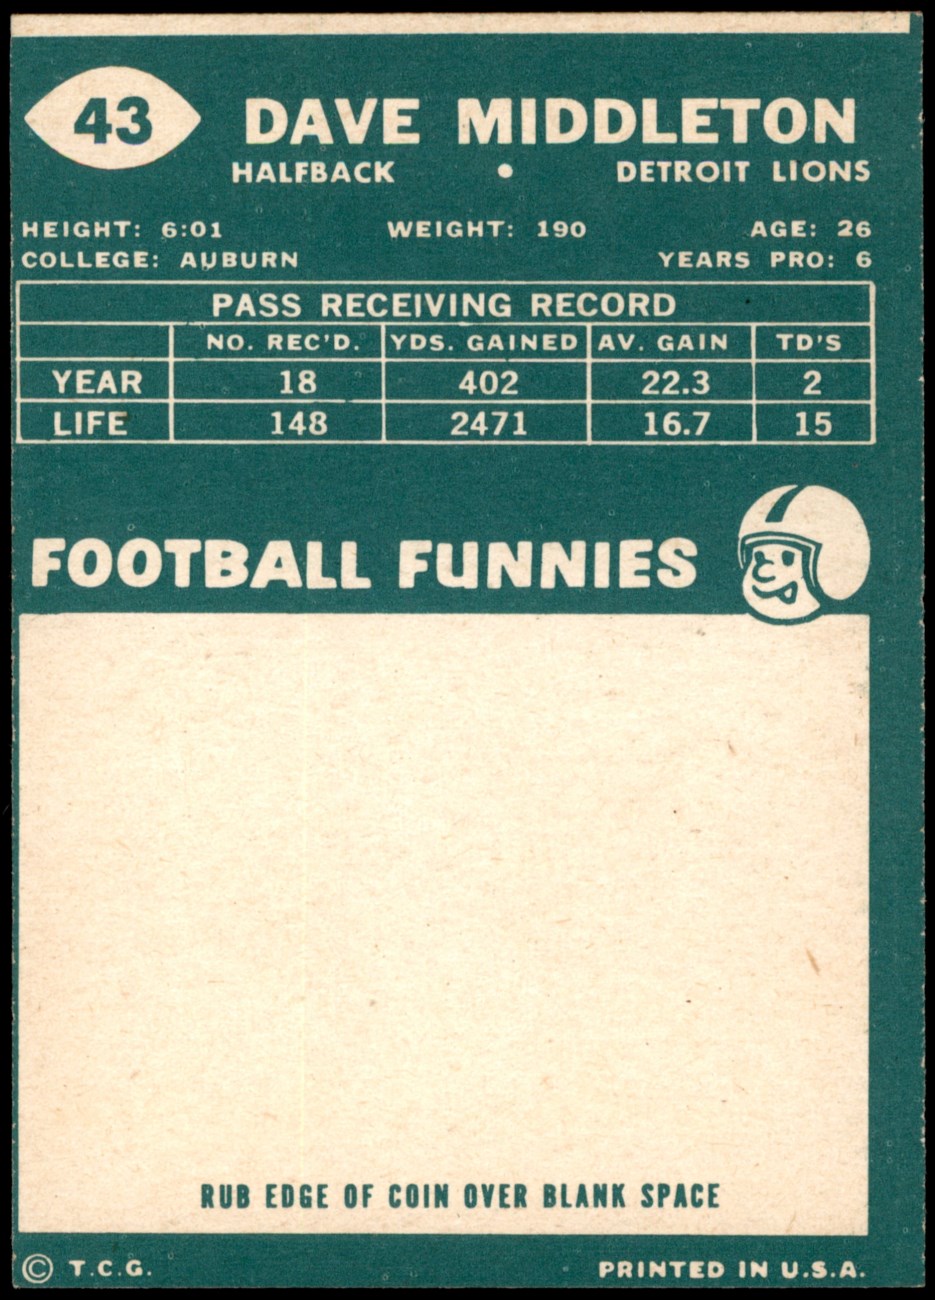 43
DAVE MIDDLETON
HALFBACK • DETROIT LIONS
HEIGHT: 6:01 WEIGHT: 190 AGE: 26
COLLEGE: AUBURN YEARS PRO: 6
PASS RECEIVING RECORD
NO. REC'D. YDS. GAINED AV. GAIN TD'S
YEAR 18 402 22.3 2
LIFE 148 2471 16.7 15
FOOTBALL FUNNIES
RUB EDGE OF COIN OVER BLANK SPACE
© T.C.G. PRINTED IN U.S.A.